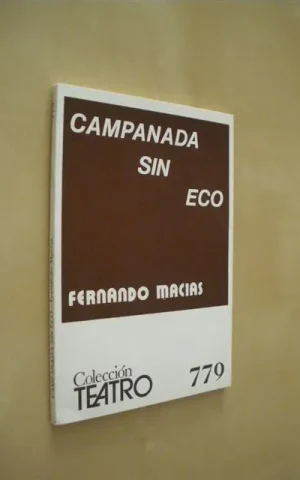 CAMPANADA
SIN
ECO
FERNANDO MACIAS
Colección
TEATRO
779